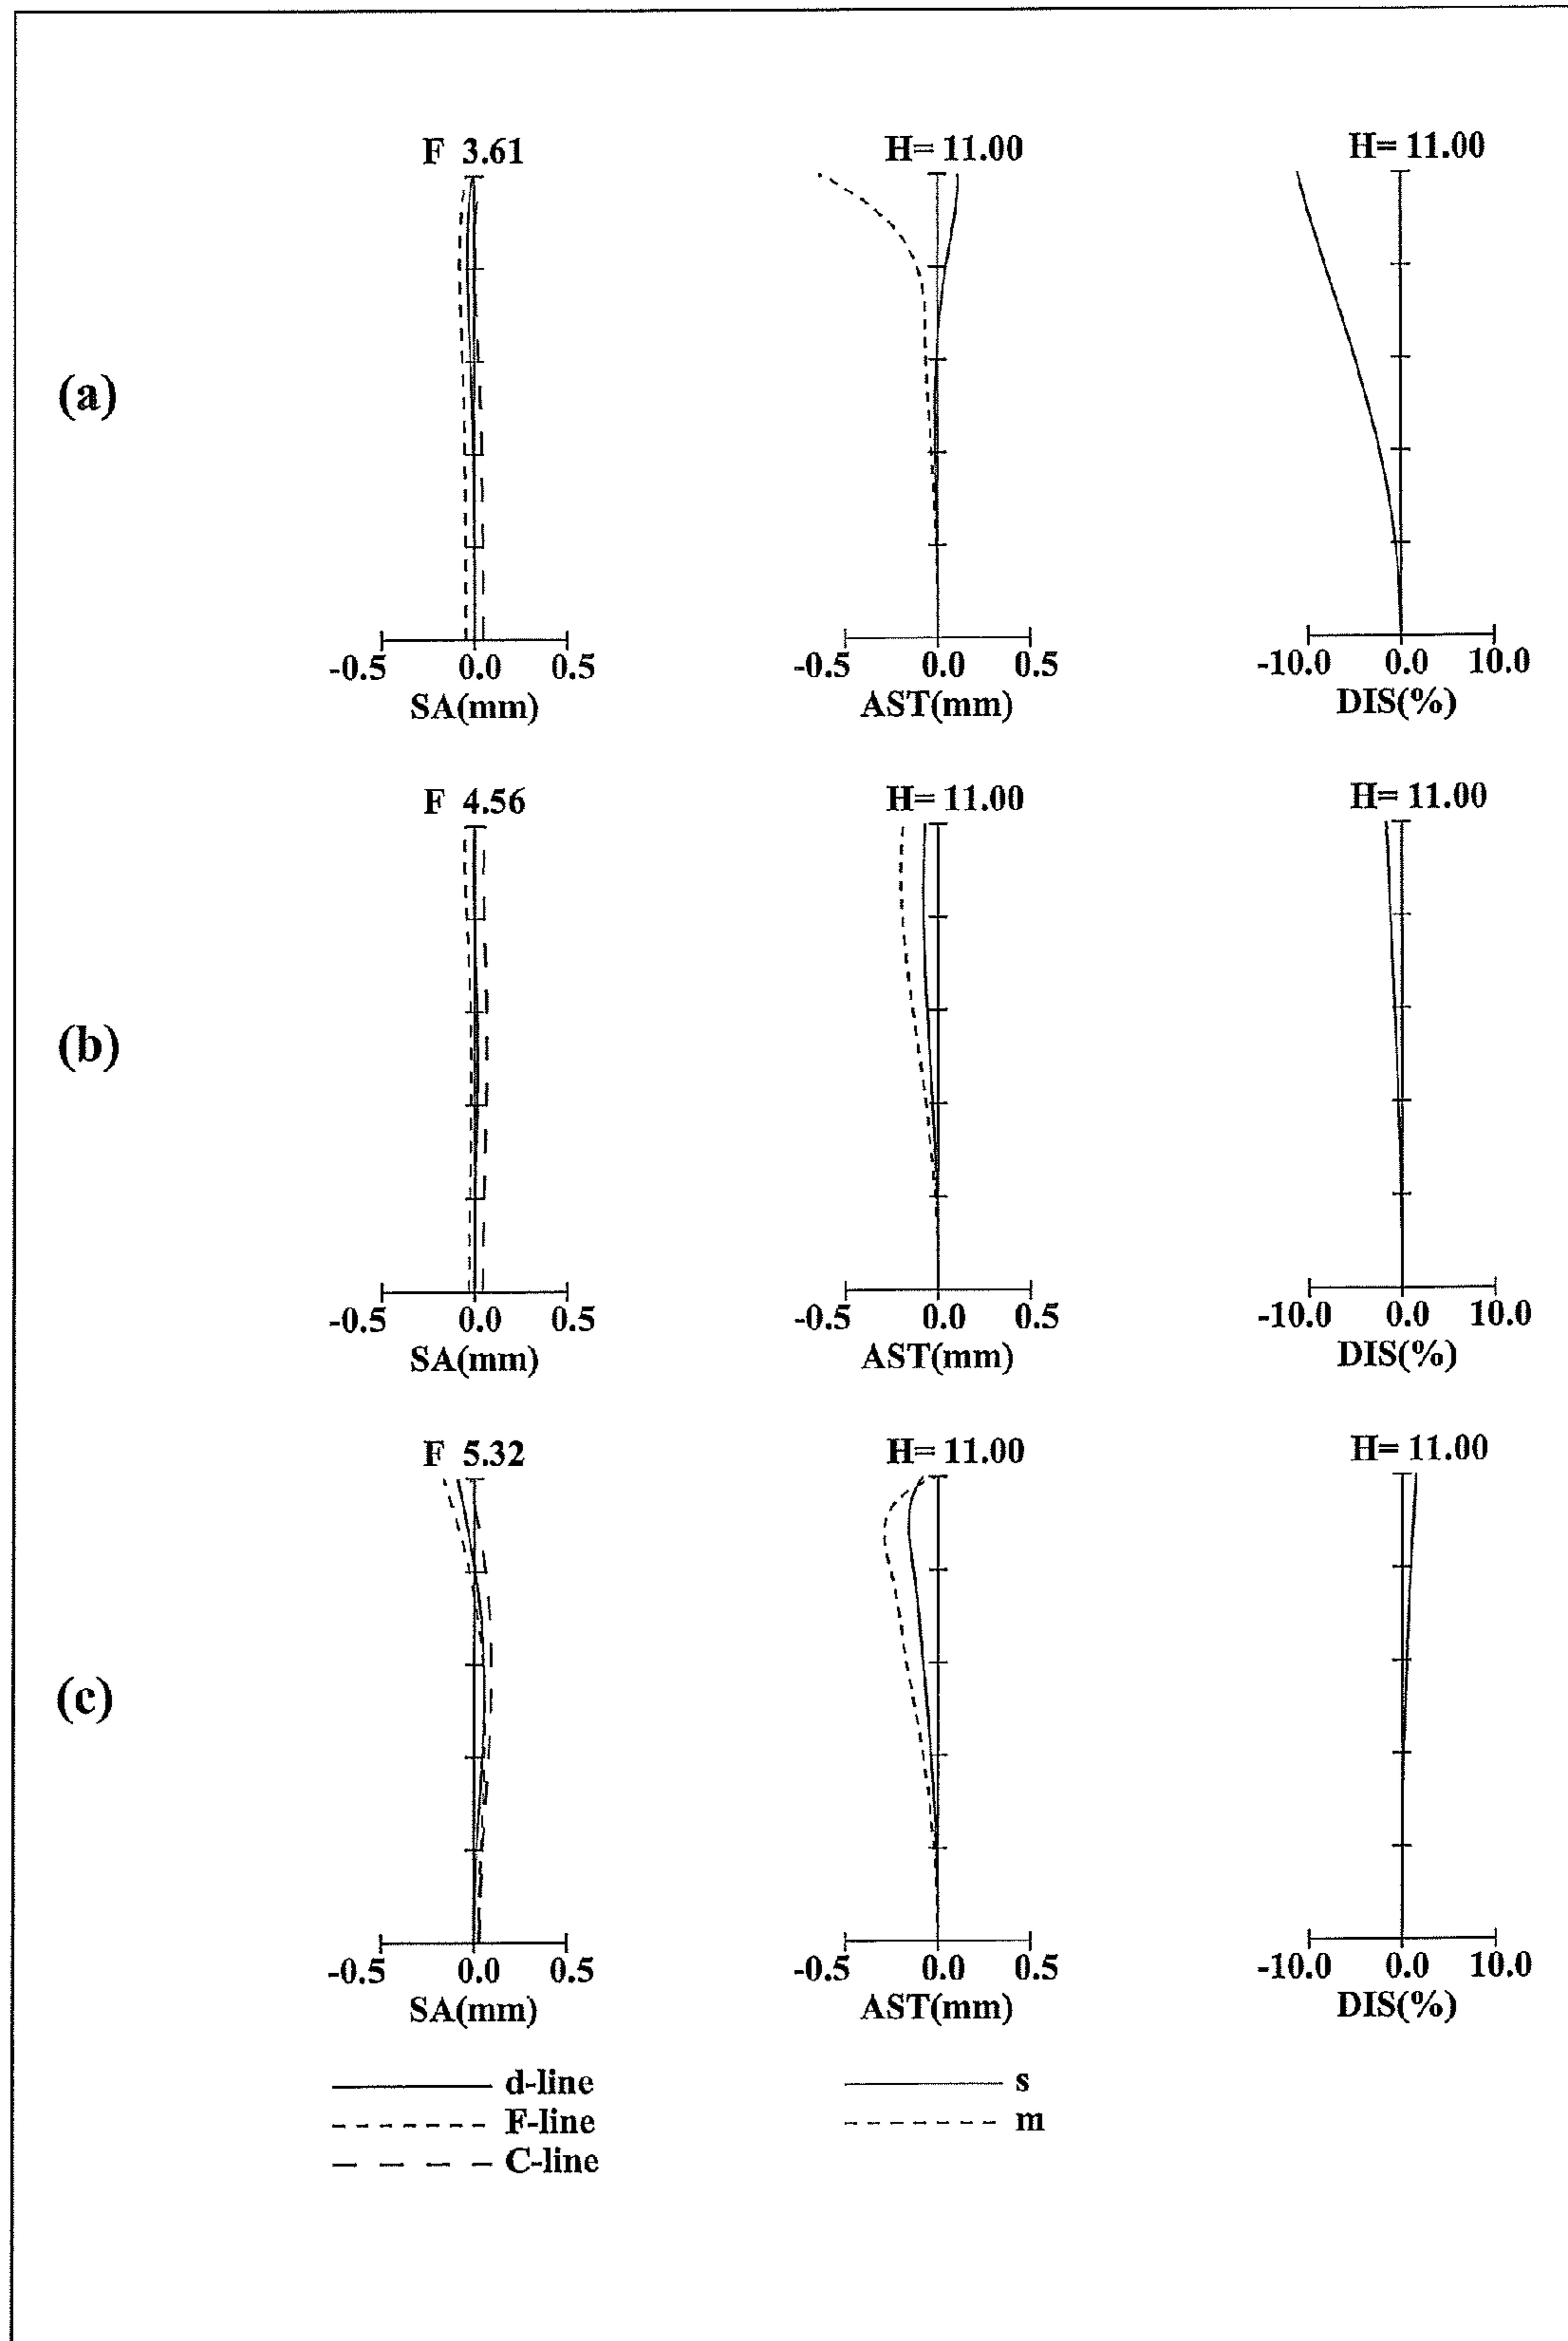 F 3.61
H= 11.00
H= 11.00
(a)
-0.5 0.0 0.5
SA(mm)
-0.5 0.0 0.5
AST(mm)
-10.0 0.0 10.0
DIS(%)
F 4.56
H= 11.00
H= 11.00
(b)
-0.5 0.0 0.5
SA(mm)
-0.5 0.0 0.5
AST(mm)
-10.0 0.0 10.0
DIS(%)
F 5.32
H= 11.00
H= 11.00
(c)
-0.5 0.0 0.5
SA(mm)
-0.5 0.0 0.5
AST(mm)
-10.0 0.0 10.0
DIS(%)
d-line
F-line
C-line
s
m